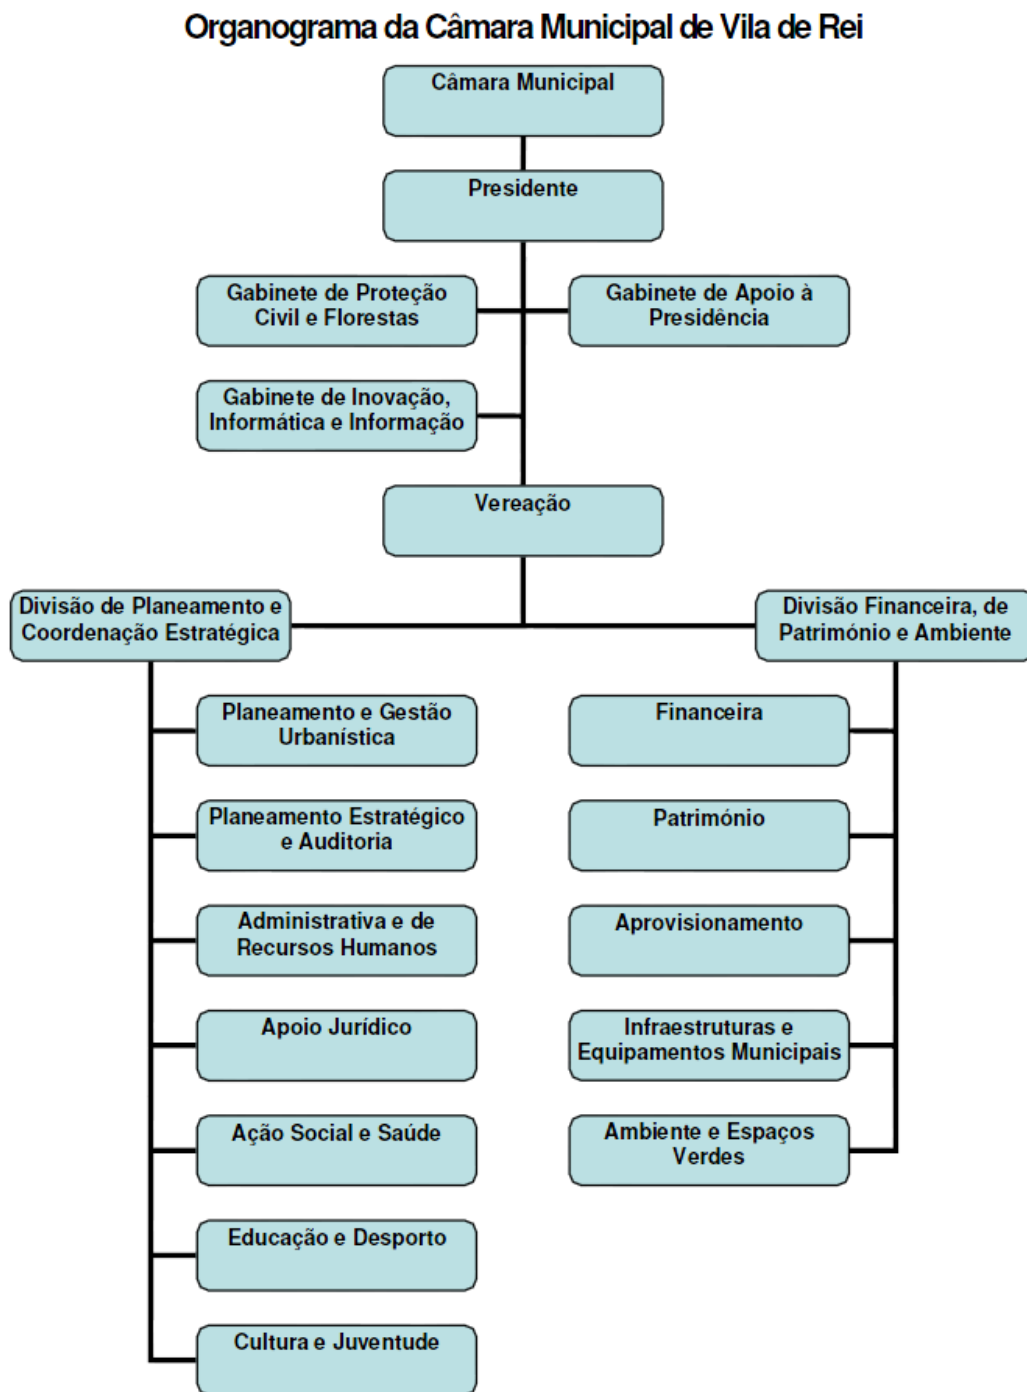 Organograma da Câmara Municipal de Vila de Rei
Câmara Municipal
Presidente
Gabinete de Proteção
Civil e Florestas
Gabinete de Apoio à
Presidência
Gabinete de Inovação,
Informática e Informação
Vereação
Divisão de Planeamento e
Coordenação Estratégica
Divisão Financeira, de
Património e Ambiente
Planeamento e Gestão
Urbanística
Planeamento Estratégico
e Auditoria
Administrativa e de
Recursos Humanos
Apoio Jurídico
Ação Social e Saúde
Educação e Desporto
Cultura e Juventude
Financeira
Património
Aprovisionamento
Infraestruturas e
Equipamentos Municipais
Ambiente e Espaços
Verdes